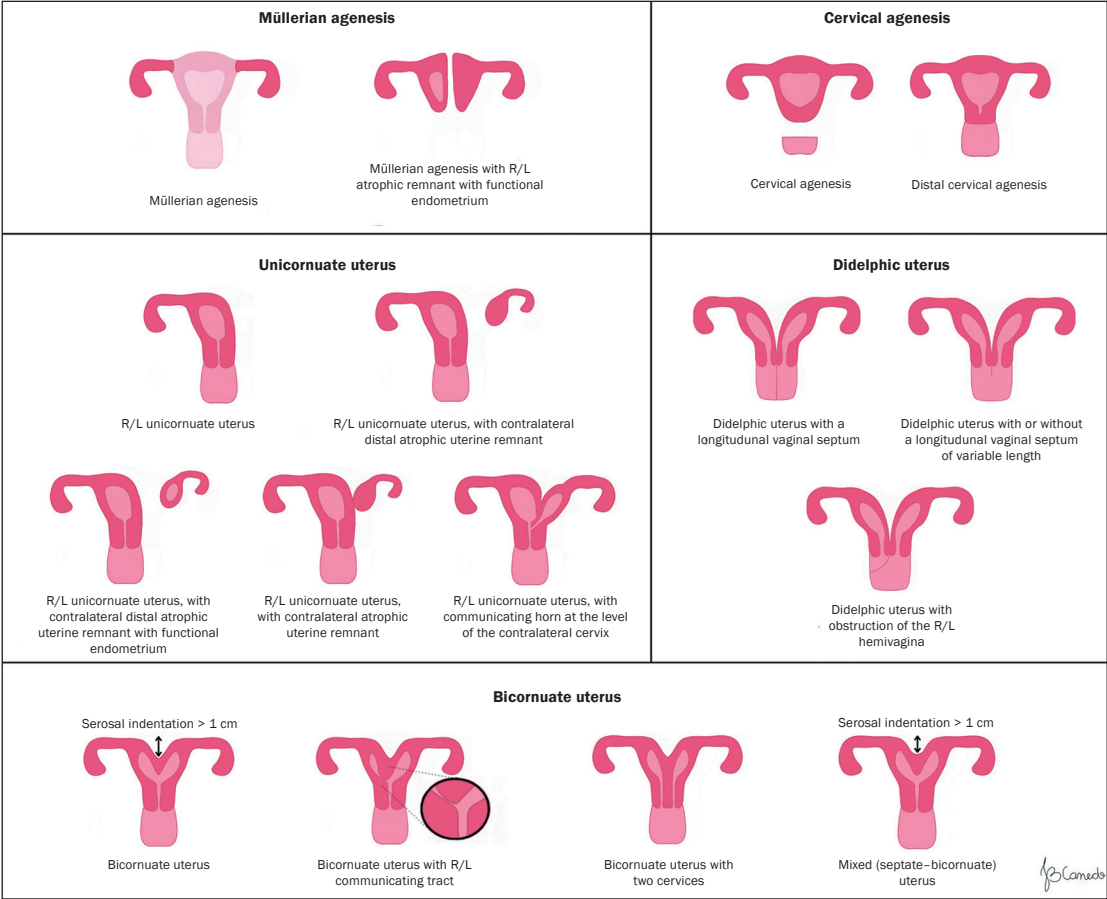 Müllerian agenesis
Müllerian agenesis
Müllerian agenesis with R/L
atrophic remnant with functional
endometrium
Cervical agenesis
Cervical agenesis
Distal cervical agenesis
Unicornuate uterus
R/L unicornuate uterus
R/L unicornuate uterus, with contralateral
distal atrophic uterine remnant
R/L unicornuate uterus, with
contralateral distal atrophic
uterine remnant with functional
endometrium
R/L unicornuate uterus,
with contralateral atrophic
uterine remnant
R/L unicornuate uterus, with
communicating horn at the level
of the contralateral cervix
Didelphic uterus
Didelphic uterus with a
longitudunal vaginal septum
Didelphic uterus with or without
a longitudunal vaginal septum
of variable length
Didelphic uterus with
obstruction of the R/L
hemivagina
Bicornuate uterus
Serosal indentation > 1 cm
Bicornuate uterus
Bicornuate uterus with R/L
communicating tract
Bicornuate uterus with
two cervices
Serosal indentation > 1 cm
Mixed (septate–bicornuate)
uterus
JBCanedo